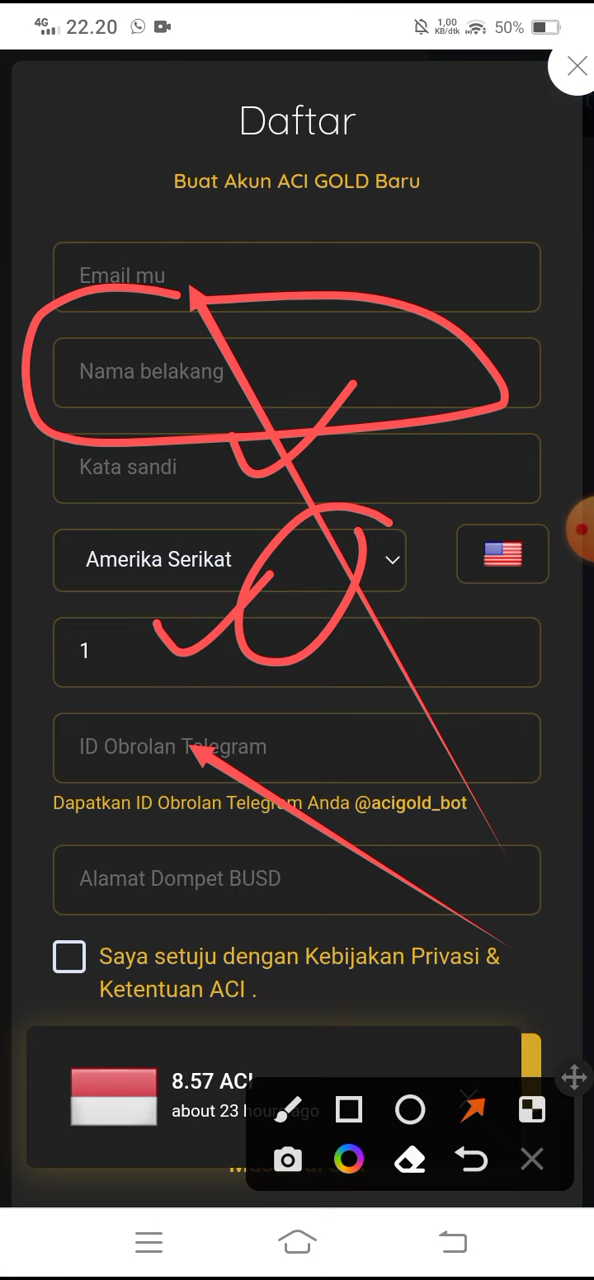 4G 22.20 1,00 KB/dtk 50%
Daftar
Buat Akun ACI GOLD Baru
Email mu
Nama belakang
Kata sandi
Amerika Serikat
1
ID Obrolan Telegram
Dapatkan ID Obrolan Telegram Anda @acigold_bot
Alamat Dompet BUSD
Saya setuju dengan Kebijakan Privasi &
Ketentuan ACI .
8.57 ACI
about 23 hours ago